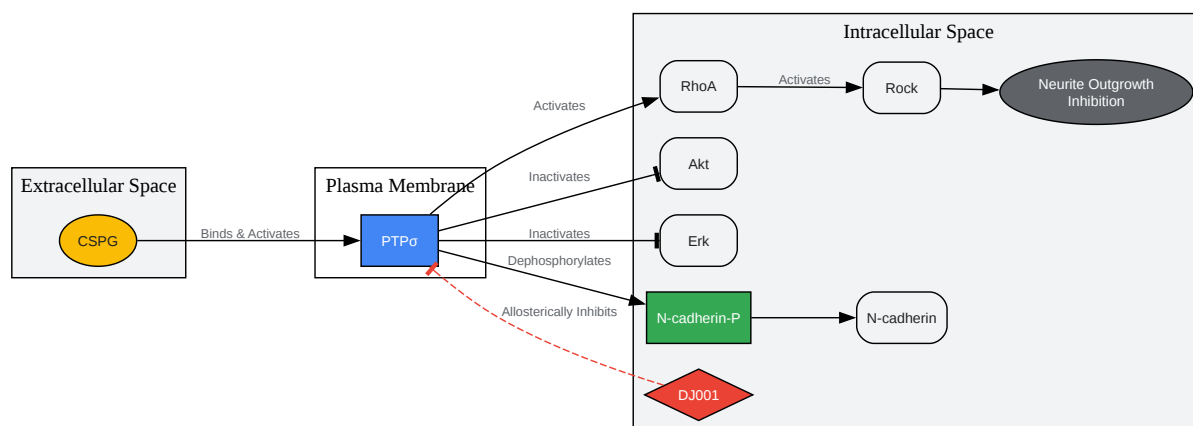 Intracellular Space
RhoA
Activates
Rock
Neurite Outgrowth
Inhibition
Activates
Akt
Extracellular Space
Plasma Membrane
Inactivates
CSPG
Binds & Activates
PTPσ
Inactivates
Erk
Dephosphorylates
Allosterically Inhibits
N-cadherin-P
N-cadherin
DJ001